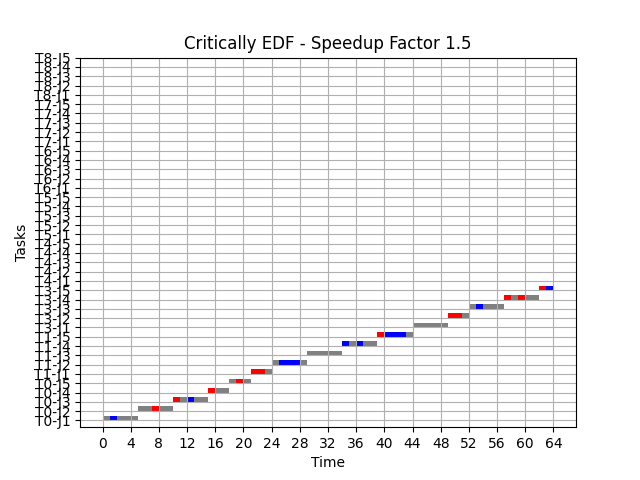 Critically EDF - Speedup Factor 1.5
T8-J5
T8-J4
T8-J3
T8-J2
T8-J1
T7-J5
T7-J4
T7-J3
T7-J2
T7-J1
T6-J5
T6-J4
T6-J3
T6-J2
T6-J1
T5-J5
T5-J4
T5-J3
T5-J2
T5-J1
T4-J5
T4-J4
T4-J3
T4-J2
T4-J1
T3-J5
T3-J4
T3-J3
T3-J2
T3-J1
T1-J5
T1-J4
T1-J3
T1-J2
T1-J1
T0-J5
T0-J4
T0-J3
T0-J2
T0-J1
Tasks
0 4 8 12 16 20 24 28 32 36 40 44 48 52 56 60 64
Time